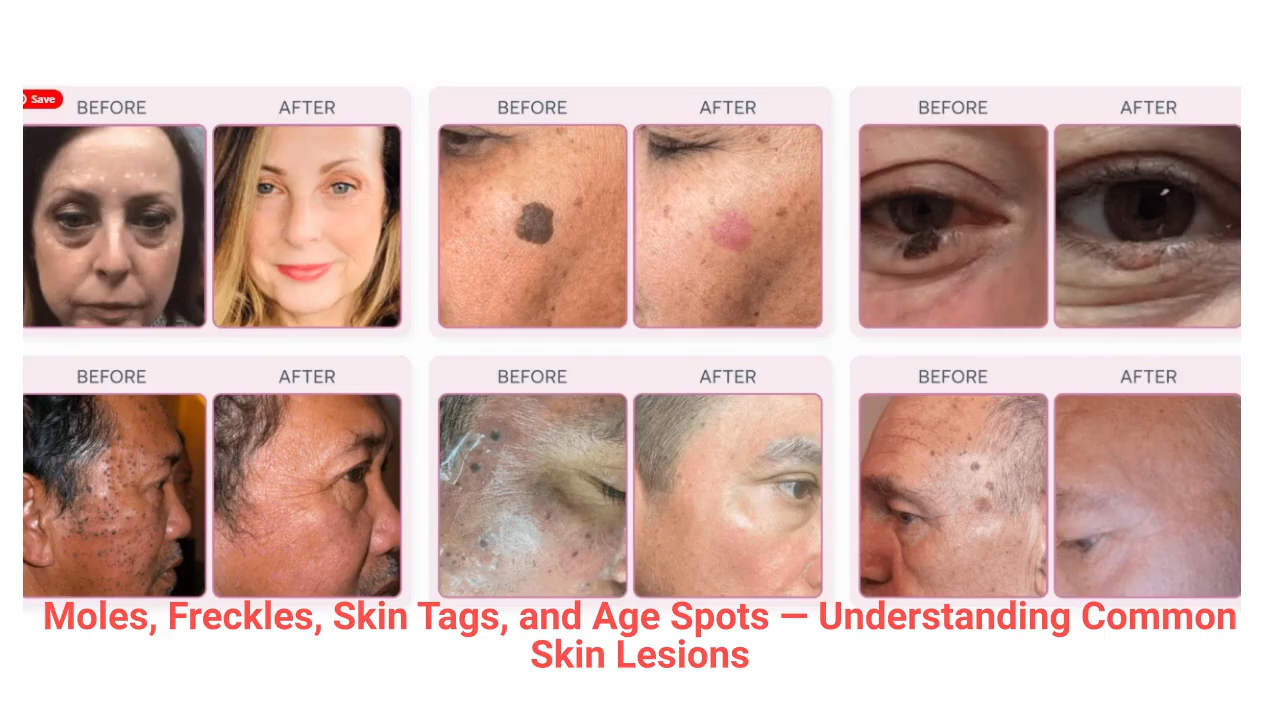 Save
BEFORE AFTER
BEFORE AFTER
BEFORE AFTER
BEFORE AFTER
BEFORE AFTER
BEFORE AFTER
Moles, Freckles, Skin Tags, and Age Spots — Understanding Common
Skin Lesions